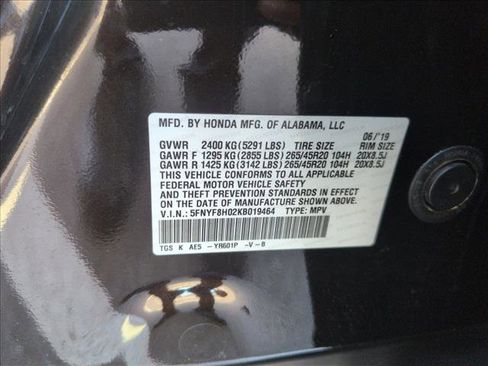 MFD. BY HONDA MFG. OF ALABAMA, LLC 06/'19
GVWR 2400 KG (5291 LBS) TIRE SIZE RIM SIZE
GAWR F 1295 KG (2855 LBS) 265/45R20 104H 20X8.5J
GAWR R 1425 KG (3142 LBS) 265/45R20 104H 20X8.5J
THIS VEHICLE CONFORMS TO ALL APPLICABLE
FEDERAL MOTOR VEHICLE SAFETY
AND THEFT PREVENTION STANDARDS IN EFFECT
ON THE DATE OF MANUFACTURE SHOWN ABOVE.
V.I.N.: 5FNYF8H02KB019464 TYPE: MPV
TGS K AE5 -YR601P -V-B